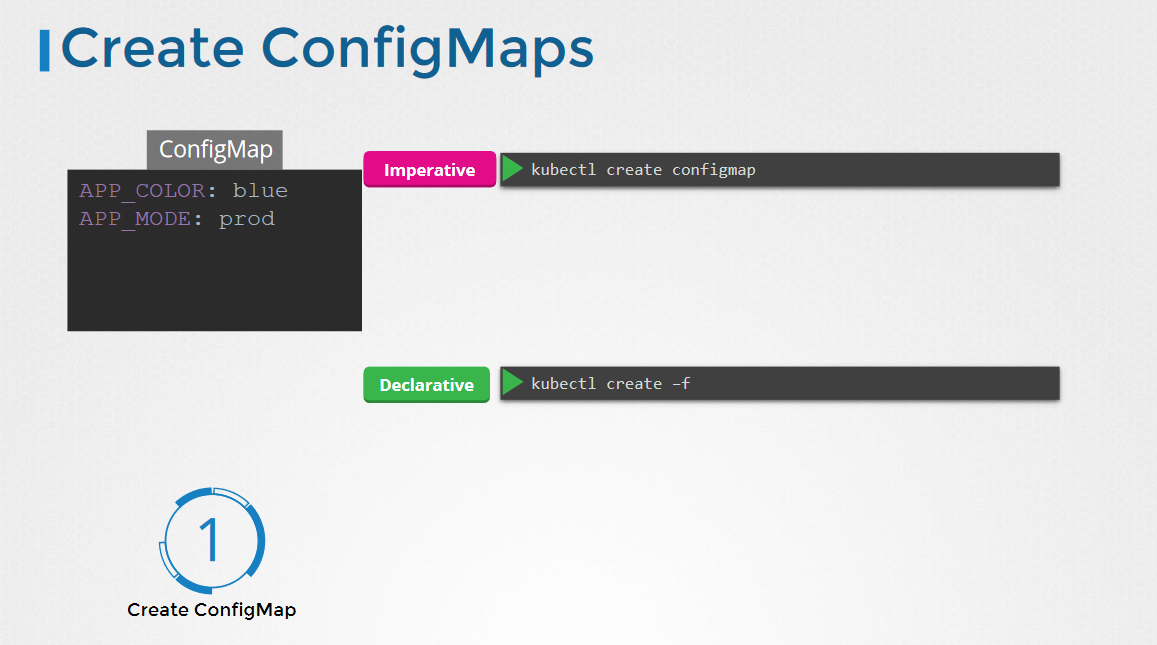 Create ConfigMaps
ConfigMap
APP_COLOR: blue
APP_MODE: prod
Imperative
kubectl create configmap
Declarative
kubectl create –f
1
Create ConfigMap